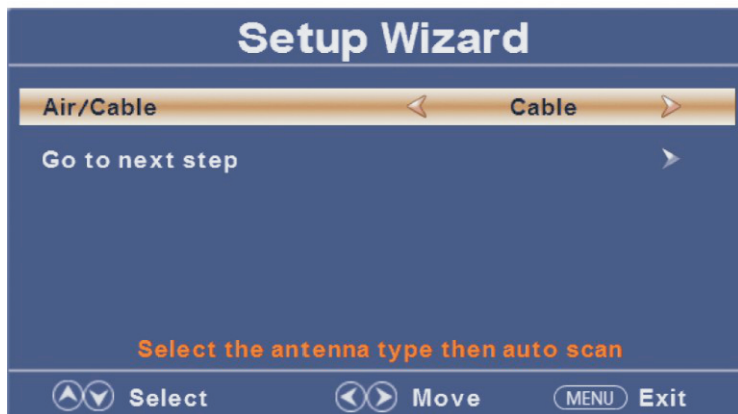 Setup Wizard
Air/Cable Cable
Go to next step
Select the antenna type then auto scan
Select Move MENU Exit